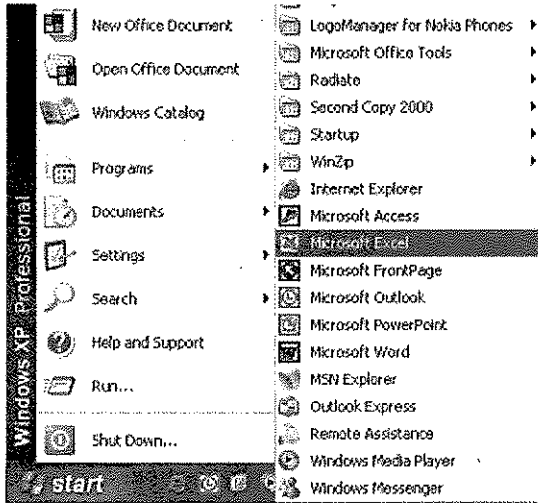 New Office Document
Open Office Document
Windows Catalog
Programs
Documents
Settings
Search
Help and Support
Run...
Shut Down...
Windows XP Professional
start
LogoManager for Nokia Phones
Microsoft Office Tools
Radiate
Second Copy 2000
Startup
WinZip
Internet Explorer
Microsoft Access
Microsoft Excel
Microsoft FrontPage
Microsoft Outlook
Microsoft PowerPoint
Microsoft Word
MSN Explorer
Outlook Express
Remote Assistance
Windows Media Player
Windows Messenger